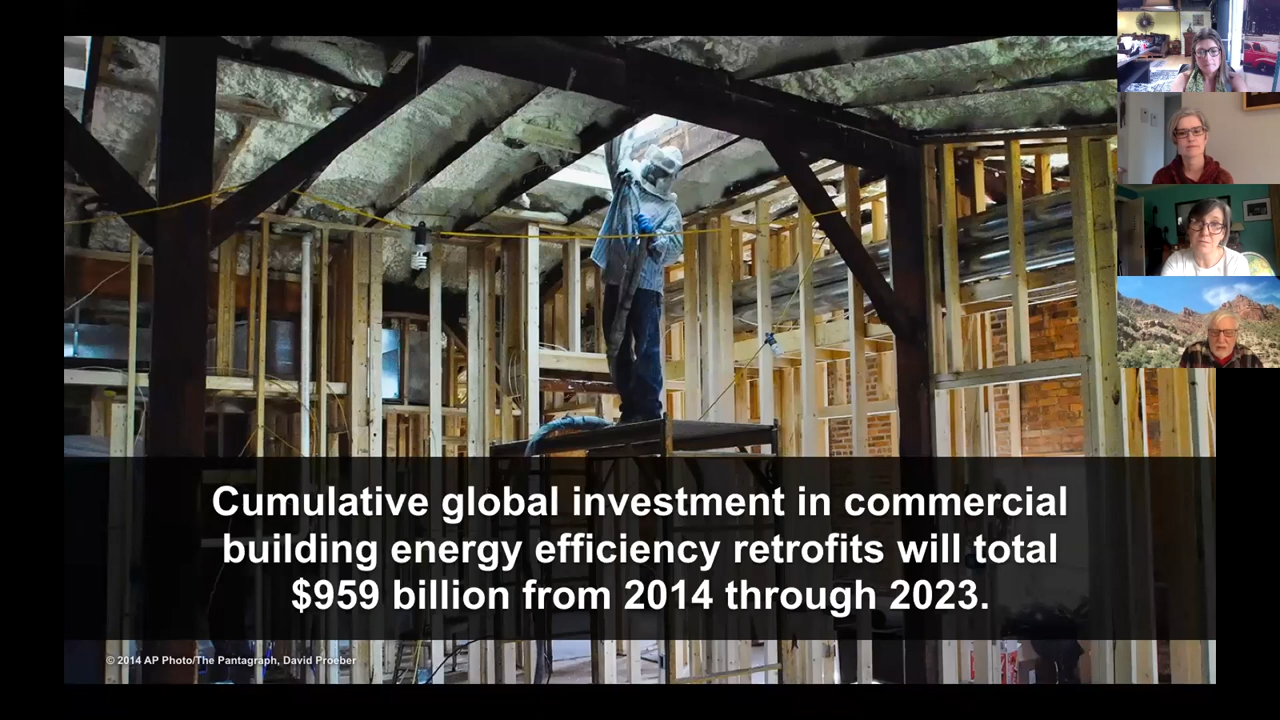 Cumulative global investment in commercial
building energy efficiency retrofits will total
$959 billion from 2014 through 2023.
© 2014 AP Photo/The Pantagraph, David Proeber